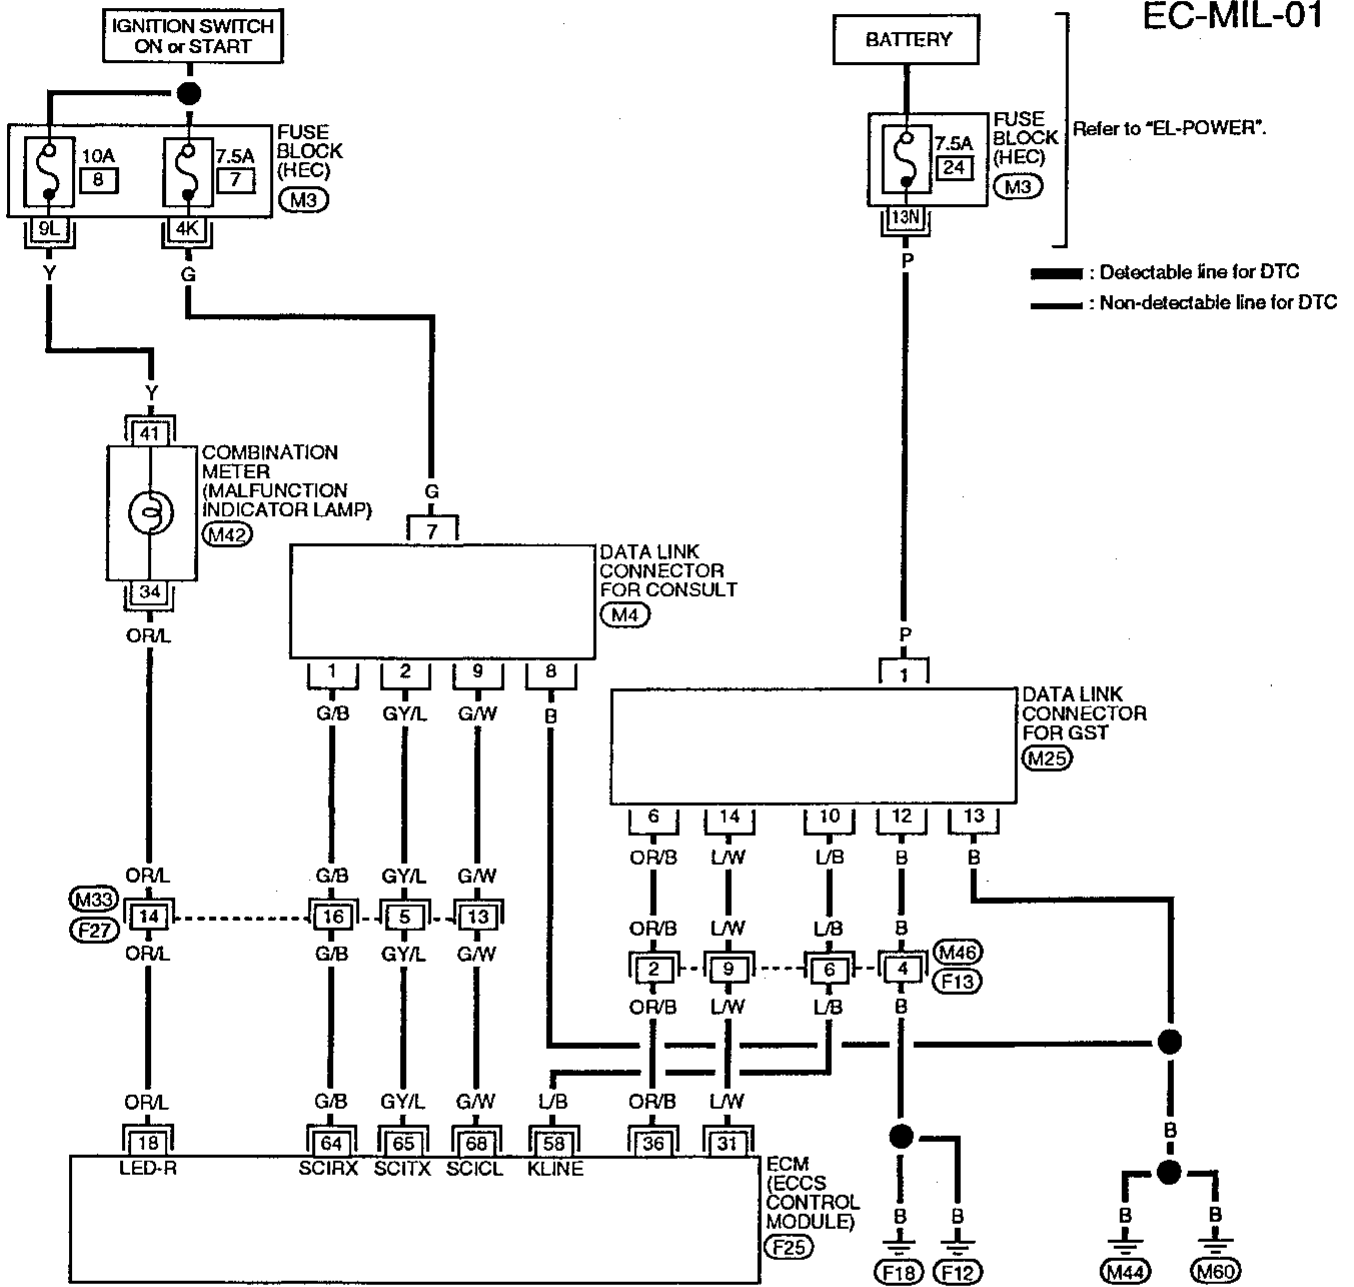 EC-MIL-01
IGNITION SWITCH
ON or START
BATTERY
FUSE
BLOCK
(HEC)
M3
10A
8
7.5A
7
FUSE
BLOCK
(HEC)
M3
7.5A
24
Refer to "EL-POWER".
9L
4K
13N
Y
G
P
: Detectable line for DTC
: Non-detectable line for DTC
Y
41
COMBINATION
METER
(MALFUNCTION
INDICATOR LAMP)
M42
34
OR/L
G
7
DATA LINK
CONNECTOR
FOR CONSULT
M4
1 2 9 8
G/B GY/L G/W B
P
1
DATA LINK
CONNECTOR
FOR GST
M25
6 14 10 12 13
OR/B L/W L/B B B
OR/L G/B GY/L G/W
M33
F27
14 16 5 13
OR/L G/B GY/L G/W
OR/B L/W L/B B
2 9 6 4
M46
F13
OR/B L/W L/B B
OR/L G/B GY/L G/W L/B OR/B L/W
18 64 65 68 58 36 31
LED-R SCIRX SCITX SCICL KLINE
ECM
(ECCS
CONTROL
MODULE)
F25
B
B B B B
F18 F12 M44 M60